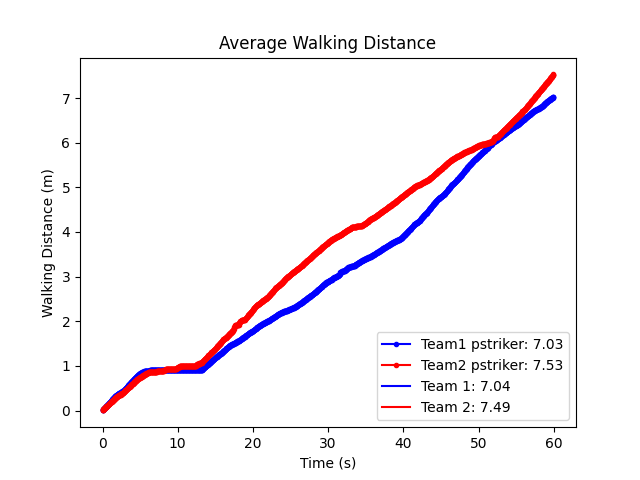 Average Walking Distance
Walking Distance (m)
7
6
5
4
3
2
1
0
0 10 20 30 40 50 60
Time (s)
Team1 pstriker: 7.03
Team2 pstriker: 7.53
Team 1: 7.04
Team 2: 7.49